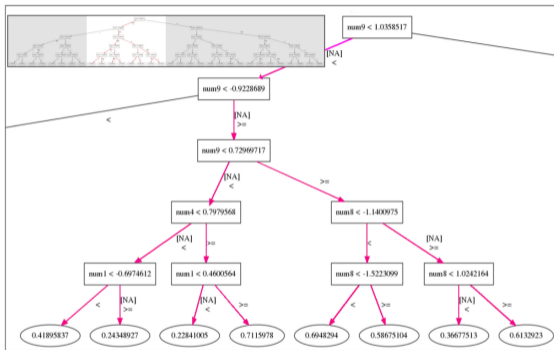 num9 < 1.0358517
[NA]
<
num9 < -0.9228689
<
[NA]
>=
num9 < 0.72969717
[NA]
<
>=
num4 < 0.7979568
num8 < -1.1400975
[NA]
<
>=
<
[NA]
>=
num1 < -0.6974612
num1 < 0.4600564
num8 < -1.5223099
num8 < 1.0242164
<
[NA]
>=
[NA]
<
>=
<
>=
[NA]
<
>=
0.41895837
0.24348927
0.22841005
0.7115978
0.6948294
0.58675104
0.36677513
0.6132923